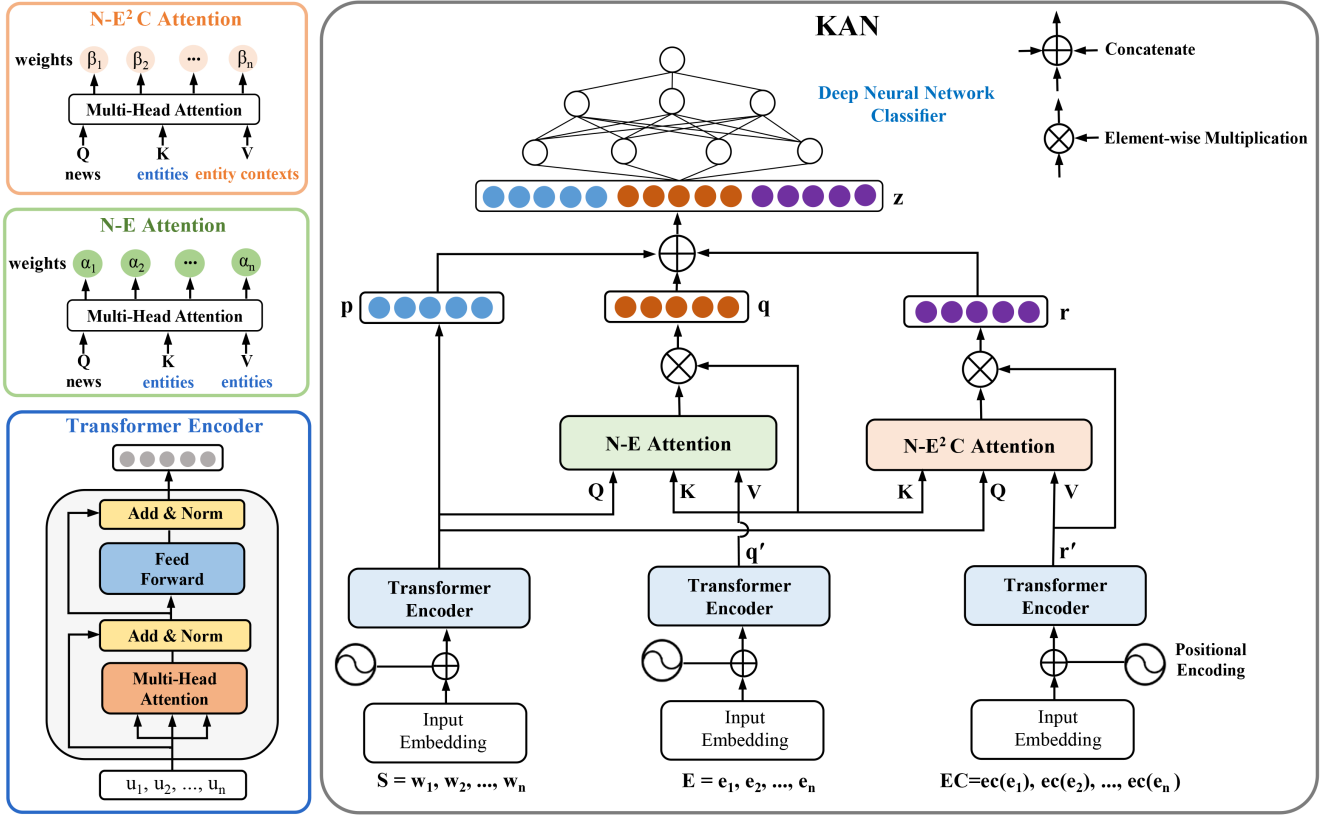 N-E² C Attention
weights β₁ β₂ ... βₙ
Multi-Head Attention
Q K V
news entities entity contexts
N-E Attention
weights α₁ α₂ ... αₙ
Multi-Head Attention
Q K V
news entities entities
Transformer Encoder
Add & Norm
Feed
Forward
Add & Norm
Multi-Head
Attention
u₁, u₂, ..., uₙ
KAN
Concatenate
Element-wise Multiplication
Deep Neural Network
Classifier
z
p
q
r
N-E Attention
N-E² C Attention
Q K V
K Q V
q′
r′
Transformer
Encoder
Transformer
Encoder
Transformer
Encoder
Positional
Encoding
Input
Embedding
Input
Embedding
Input
Embedding
S = w₁, w₂, ..., wₙ
E = e₁, e₂, ..., eₙ
EC=ec(e₁), ec(e₂), ..., ec(eₙ)